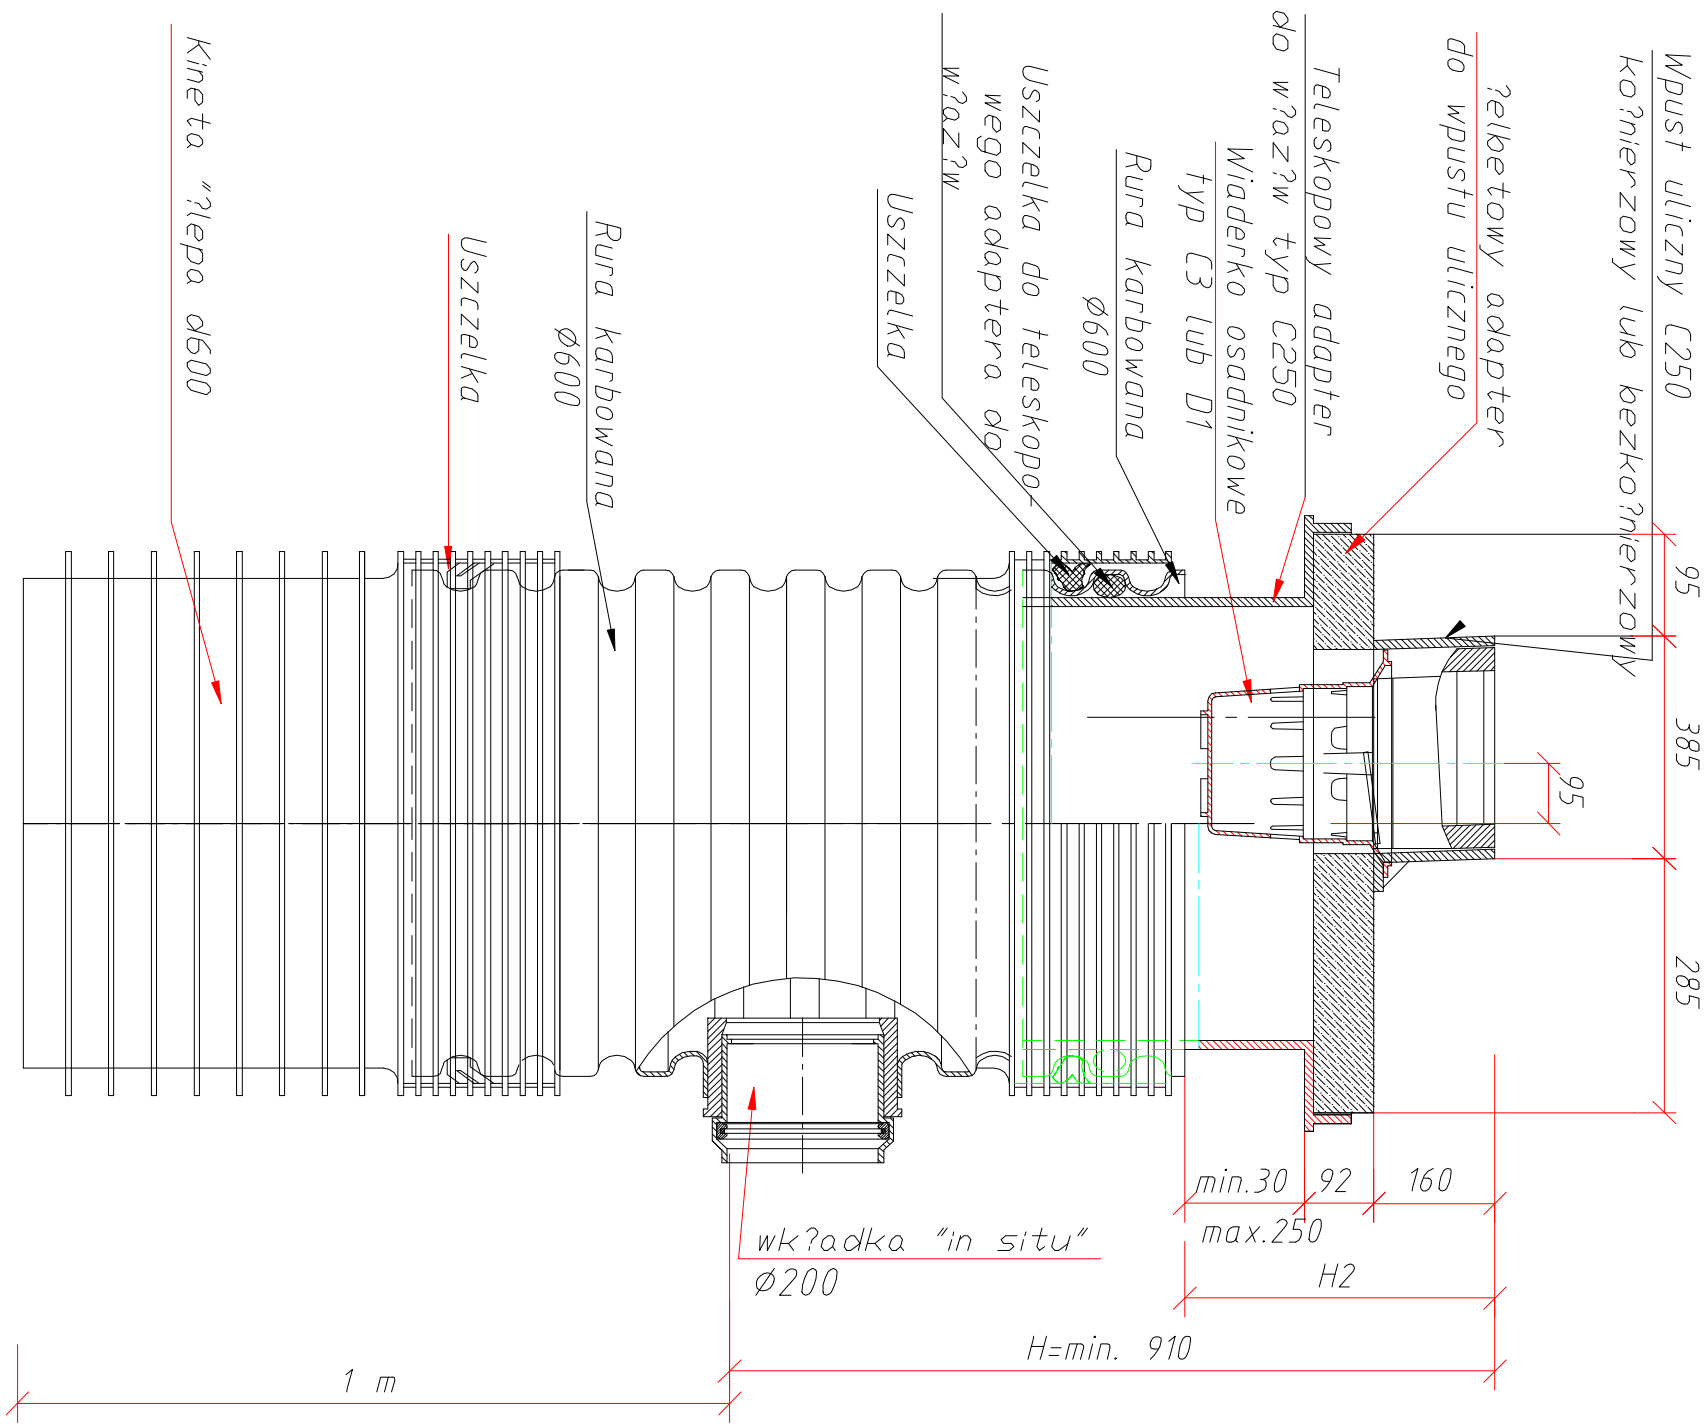 Wpust uliczny C250
ko?nierzowy lub bezko?nierzowy
?elbetowy adapter
do wpustu ulicznego
Teleskopowy adapter
do w?az?w typ C250
Wiaderko osadnikowe
typ C3 lub D1
Rura karbowana
Ø600
Uszczelka do teleskopo-
wego adaptera do
w?az?w
Uszczelka
Rura karbowana
Ø600
Uszczelka
Kineta "?lepa d600
95
385
285
95
min.30
92
160
max.250
H2
H=min. 910
1 m
wk?adka "in situ"
Ø200